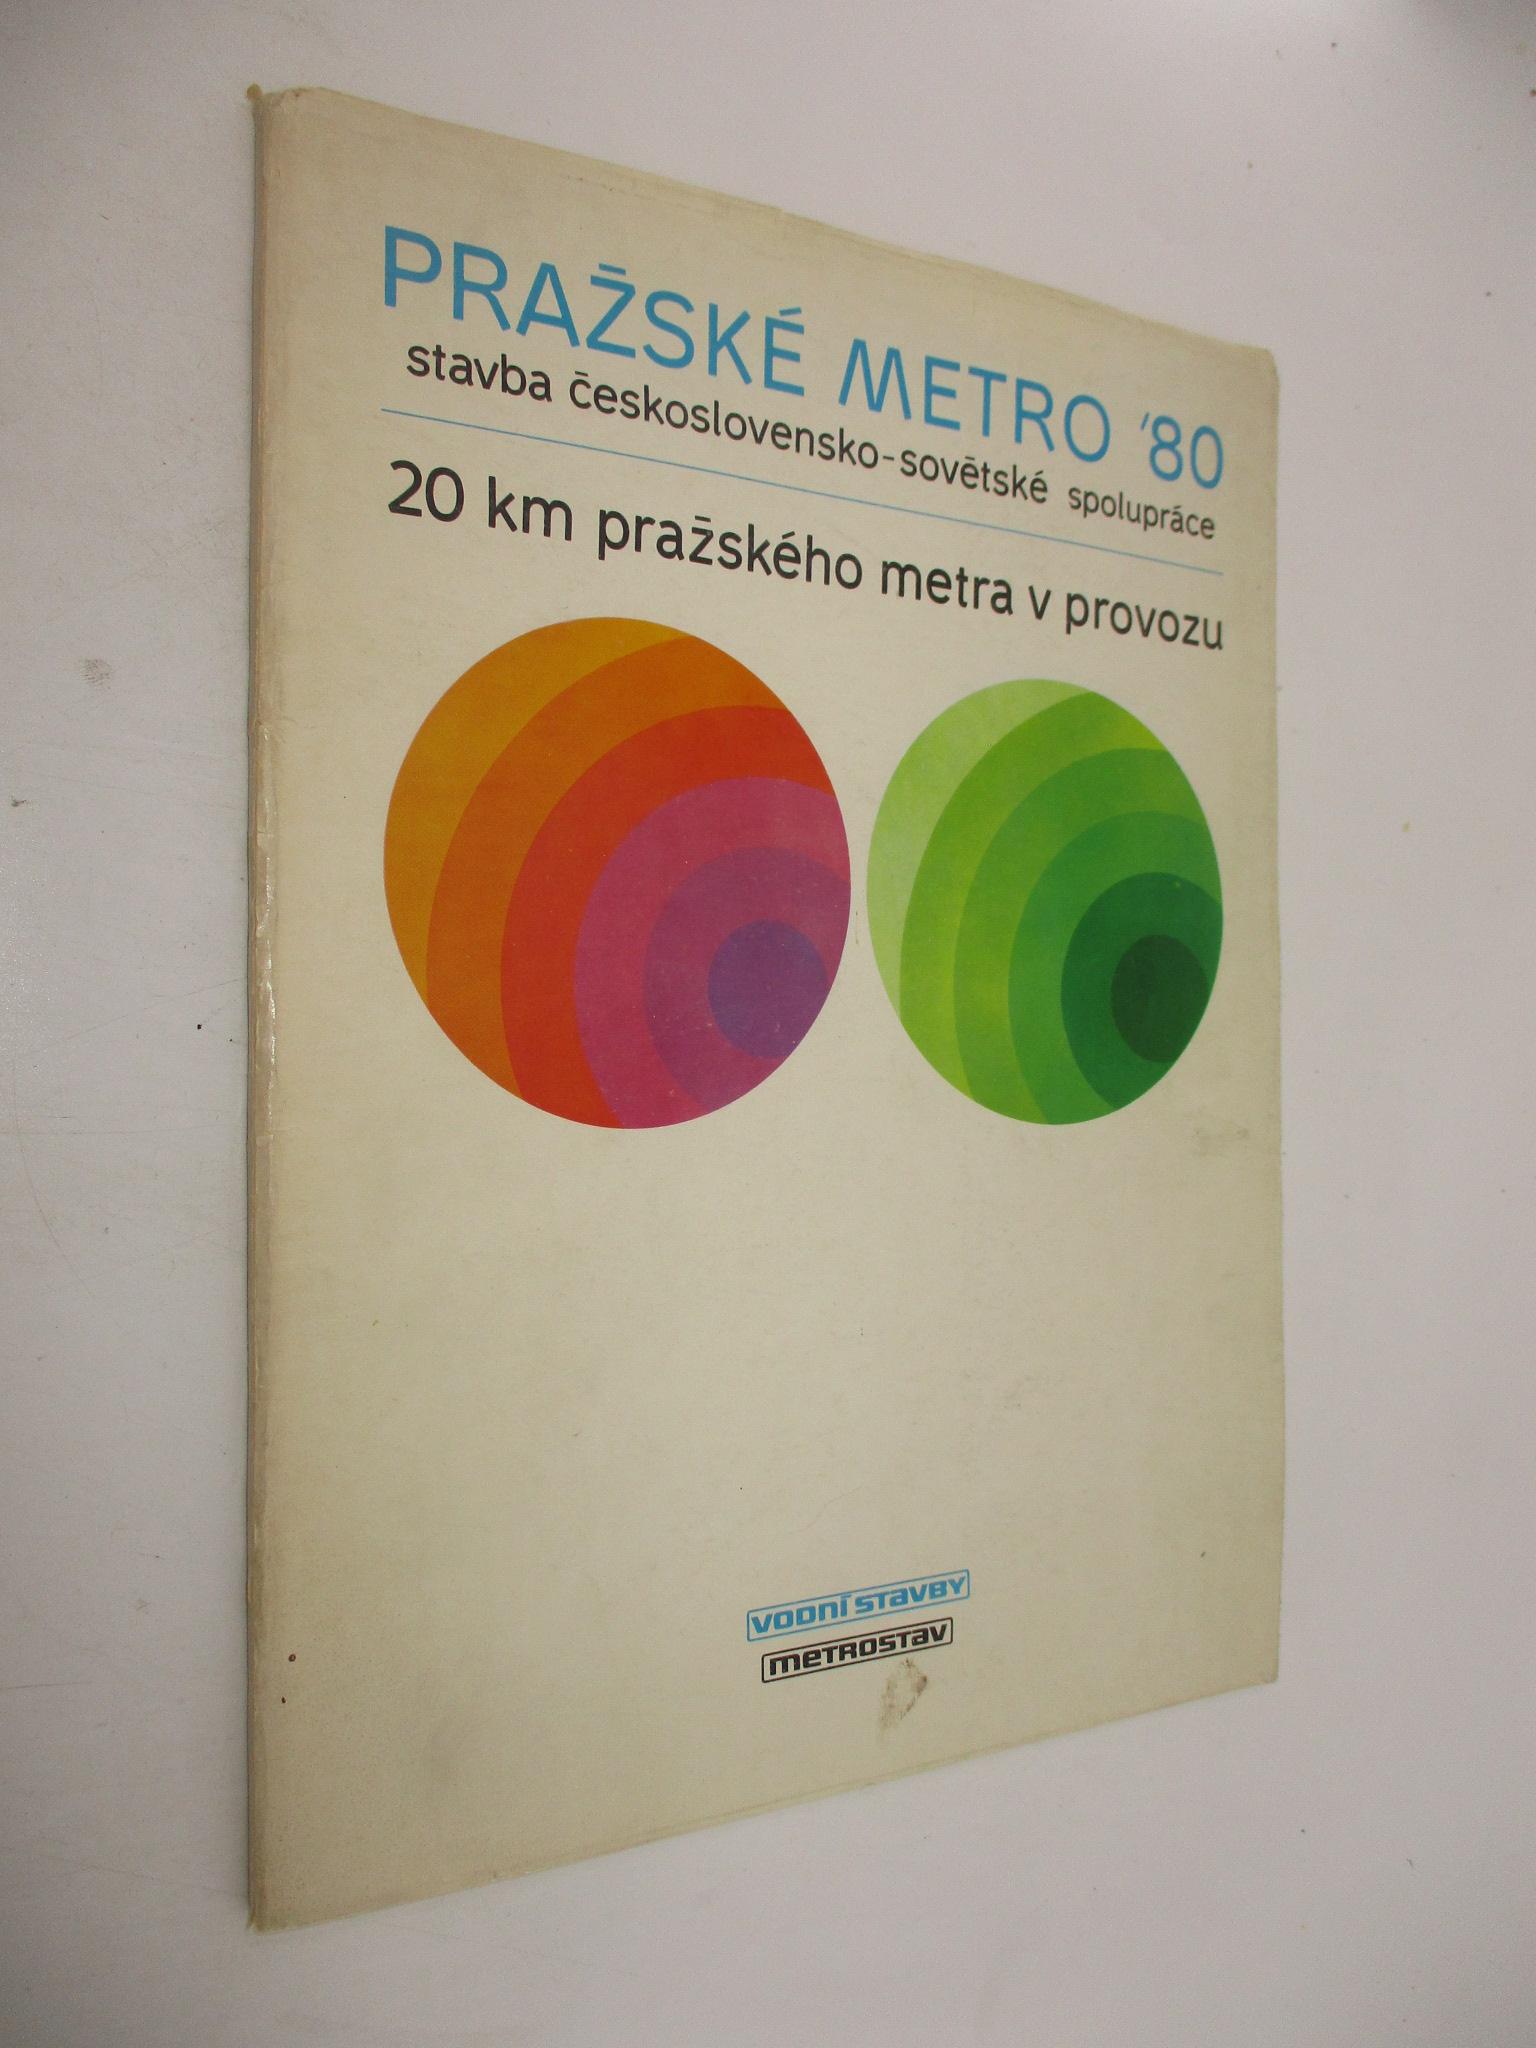 PRAŽSKÉ METRO '80
stavba československo-sovětské spolupráce
20 km pražského metra v provozu
VODNÍ STAVBY
METROSTAV